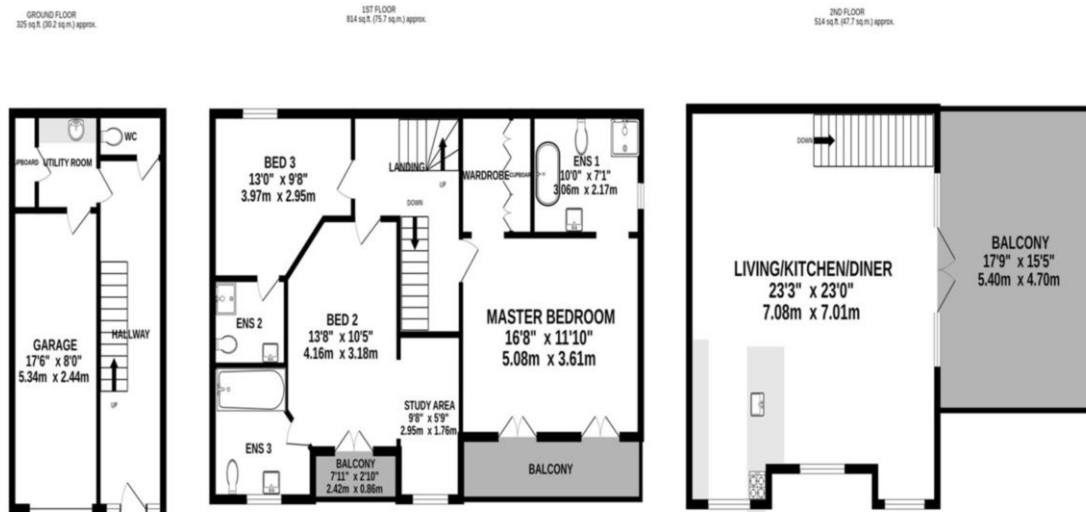 GROUND FLOOR
325 sq.ft. (30.2 sq.m.) approx.
1ST FLOOR
814 sq.ft. (75.7 sq.m.) approx.
2ND FLOOR
514 sq.ft. (47.7 sq.m.) approx.
WC
UPBOARD
UTILITY ROOM
GARAGE
17'6" x 8'0"
5.34m x 2.44m
HALLWAY
UP
BED 3
13'0" x 9'8"
3.97m x 2.95m
LANDING
UP
DOWN
WARDROBE
CUPBOARD
ENS 1
10'0" x 7'1"
3.06m x 2.17m
ENS 2
BED 2
13'8" x 10'5"
4.16m x 3.18m
MASTER BEDROOM
16'8" x 11'10"
5.08m x 3.61m
STUDY AREA
9'8" x 5'9"
2.95m x 1.76m
ENS 3
BALCONY
7'11" x 2'10"
2.42m x 0.86m
BALCONY
DOWN
LIVING/KITCHEN/DINER
23'3" x 23'0"
7.08m x 7.01m
BALCONY
17'9" x 15'5"
5.40m x 4.70m